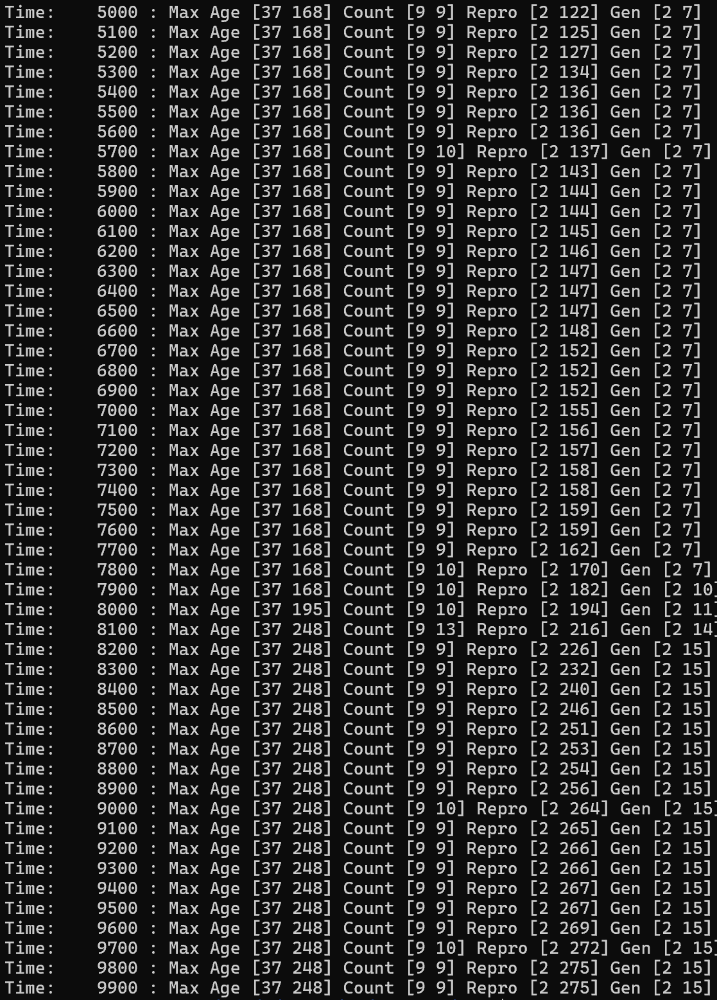 Time:    5000 : Max Age [37 168] Count [9 9] Repro [2 122] Gen [2 7]
Time:    5100 : Max Age [37 168] Count [9 9] Repro [2 125] Gen [2 7]
Time:    5200 : Max Age [37 168] Count [9 9] Repro [2 127] Gen [2 7]
Time:    5300 : Max Age [37 168] Count [9 9] Repro [2 134] Gen [2 7]
Time:    5400 : Max Age [37 168] Count [9 9] Repro [2 136] Gen [2 7]
Time:    5500 : Max Age [37 168] Count [9 9] Repro [2 136] Gen [2 7]
Time:    5600 : Max Age [37 168] Count [9 9] Repro [2 136] Gen [2 7]
Time:    5700 : Max Age [37 168] Count [9 10] Repro [2 137] Gen [2 7]
Time:    5800 : Max Age [37 168] Count [9 9] Repro [2 143] Gen [2 7]
Time:    5900 : Max Age [37 168] Count [9 9] Repro [2 144] Gen [2 7]
Time:    6000 : Max Age [37 168] Count [9 9] Repro [2 144] Gen [2 7]
Time:    6100 : Max Age [37 168] Count [9 9] Repro [2 145] Gen [2 7]
Time:    6200 : Max Age [37 168] Count [9 9] Repro [2 146] Gen [2 7]
Time:    6300 : Max Age [37 168] Count [9 9] Repro [2 147] Gen [2 7]
Time:    6400 : Max Age [37 168] Count [9 9] Repro [2 147] Gen [2 7]
Time:    6500 : Max Age [37 168] Count [9 9] Repro [2 147] Gen [2 7]
Time:    6600 : Max Age [37 168] Count [9 9] Repro [2 148] Gen [2 7]
Time:    6700 : Max Age [37 168] Count [9 9] Repro [2 152] Gen [2 7]
Time:    6800 : Max Age [37 168] Count [9 9] Repro [2 152] Gen [2 7]
Time:    6900 : Max Age [37 168] Count [9 9] Repro [2 152] Gen [2 7]
Time:    7000 : Max Age [37 168] Count [9 9] Repro [2 155] Gen [2 7]
Time:    7100 : Max Age [37 168] Count [9 9] Repro [2 156] Gen [2 7]
Time:    7200 : Max Age [37 168] Count [9 9] Repro [2 157] Gen [2 7]
Time:    7300 : Max Age [37 168] Count [9 9] Repro [2 158] Gen [2 7]
Time:    7400 : Max Age [37 168] Count [9 9] Repro [2 158] Gen [2 7]
Time:    7500 : Max Age [37 168] Count [9 9] Repro [2 159] Gen [2 7]
Time:    7600 : Max Age [37 168] Count [9 9] Repro [2 159] Gen [2 7]
Time:    7700 : Max Age [37 168] Count [9 9] Repro [2 162] Gen [2 7]
Time:    7800 : Max Age [37 168] Count [9 10] Repro [2 170] Gen [2 7]
Time:    7900 : Max Age [37 168] Count [9 10] Repro [2 182] Gen [2 10]
Time:    8000 : Max Age [37 195] Count [9 10] Repro [2 194] Gen [2 11]
Time:    8100 : Max Age [37 248] Count [9 13] Repro [2 216] Gen [2 14]
Time:    8200 : Max Age [37 248] Count [9 9] Repro [2 226] Gen [2 15]
Time:    8300 : Max Age [37 248] Count [9 9] Repro [2 232] Gen [2 15]
Time:    8400 : Max Age [37 248] Count [9 9] Repro [2 240] Gen [2 15]
Time:    8500 : Max Age [37 248] Count [9 9] Repro [2 246] Gen [2 15]
Time:    8600 : Max Age [37 248] Count [9 9] Repro [2 251] Gen [2 15]
Time:    8700 : Max Age [37 248] Count [9 9] Repro [2 253] Gen [2 15]
Time:    8800 : Max Age [37 248] Count [9 9] Repro [2 254] Gen [2 15]
Time:    8900 : Max Age [37 248] Count [9 9] Repro [2 256] Gen [2 15]
Time:    9000 : Max Age [37 248] Count [9 10] Repro [2 264] Gen [2 15]
Time:    9100 : Max Age [37 248] Count [9 9] Repro [2 265] Gen [2 15]
Time:    9200 : Max Age [37 248] Count [9 9] Repro [2 266] Gen [2 15]
Time:    9300 : Max Age [37 248] Count [9 9] Repro [2 266] Gen [2 15]
Time:    9400 : Max Age [37 248] Count [9 9] Repro [2 267] Gen [2 15]
Time:    9500 : Max Age [37 248] Count [9 9] Repro [2 267] Gen [2 15]
Time:    9600 : Max Age [37 248] Count [9 9] Repro [2 269] Gen [2 15]
Time:    9700 : Max Age [37 248] Count [9 10] Repro [2 272] Gen [2 15]
Time:    9800 : Max Age [37 248] Count [9 9] Repro [2 275] Gen [2 15]
Time:    9900 : Max Age [37 248] Count [9 9] Repro [2 275] Gen [2 15]